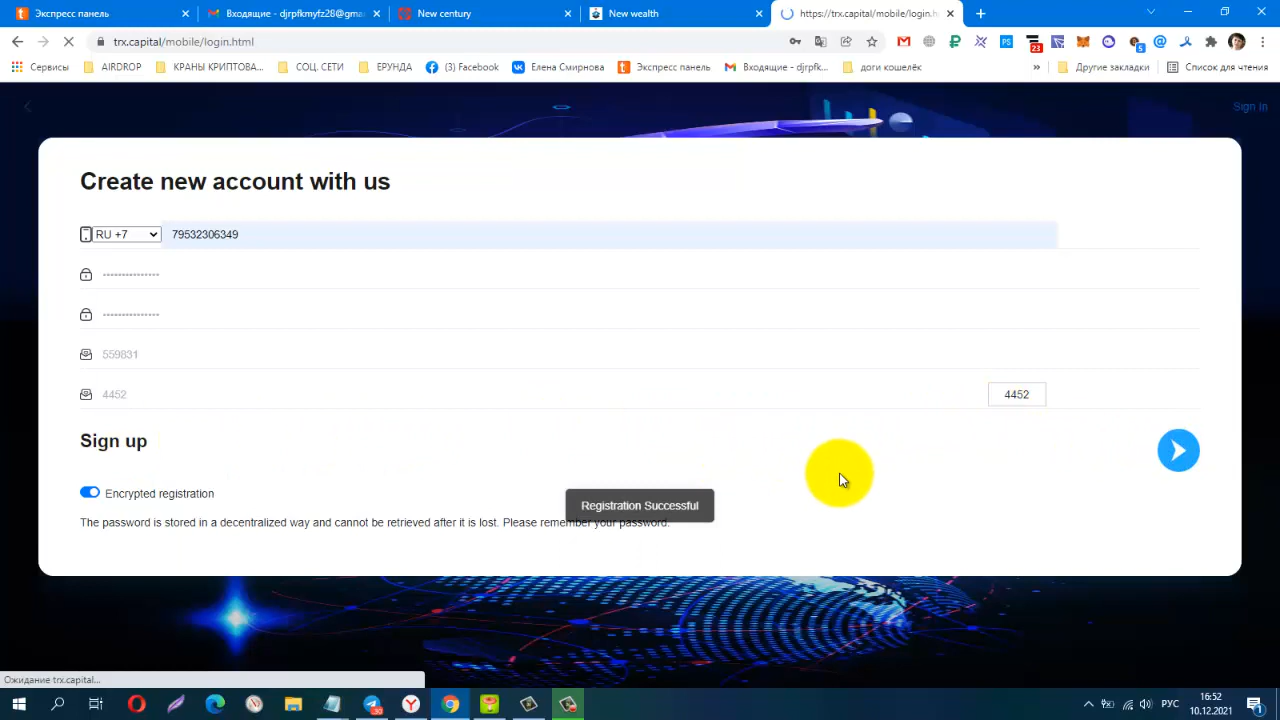 Экспресс панель
Входящие - djrpfkmyfz28@gmai
New century
New wealth
https://trx.capital/mobile/login.h
trx.capital/mobile/login.html
23
5
Сервисы
AIRDROP
КРАНЫ КРИПТОВА...
СОЦ. СЕТИ
ЕРУНДА
(3) Facebook
Елена Смирнова
Экспресс панель
Входящие - djrpfk...
доги кошелёк
»
Другие закладки
Список для чтения
Sign In
Create new account with us
RU +7
79532306349
559831
4452
4452
Sign up
Encrypted registration
Registration Successful
The password is stored in a decentralized way and cannot be retrieved after it is lost. Please remember your password.
Ожидание trx.capital...
РУС
16:52
10.12.2021